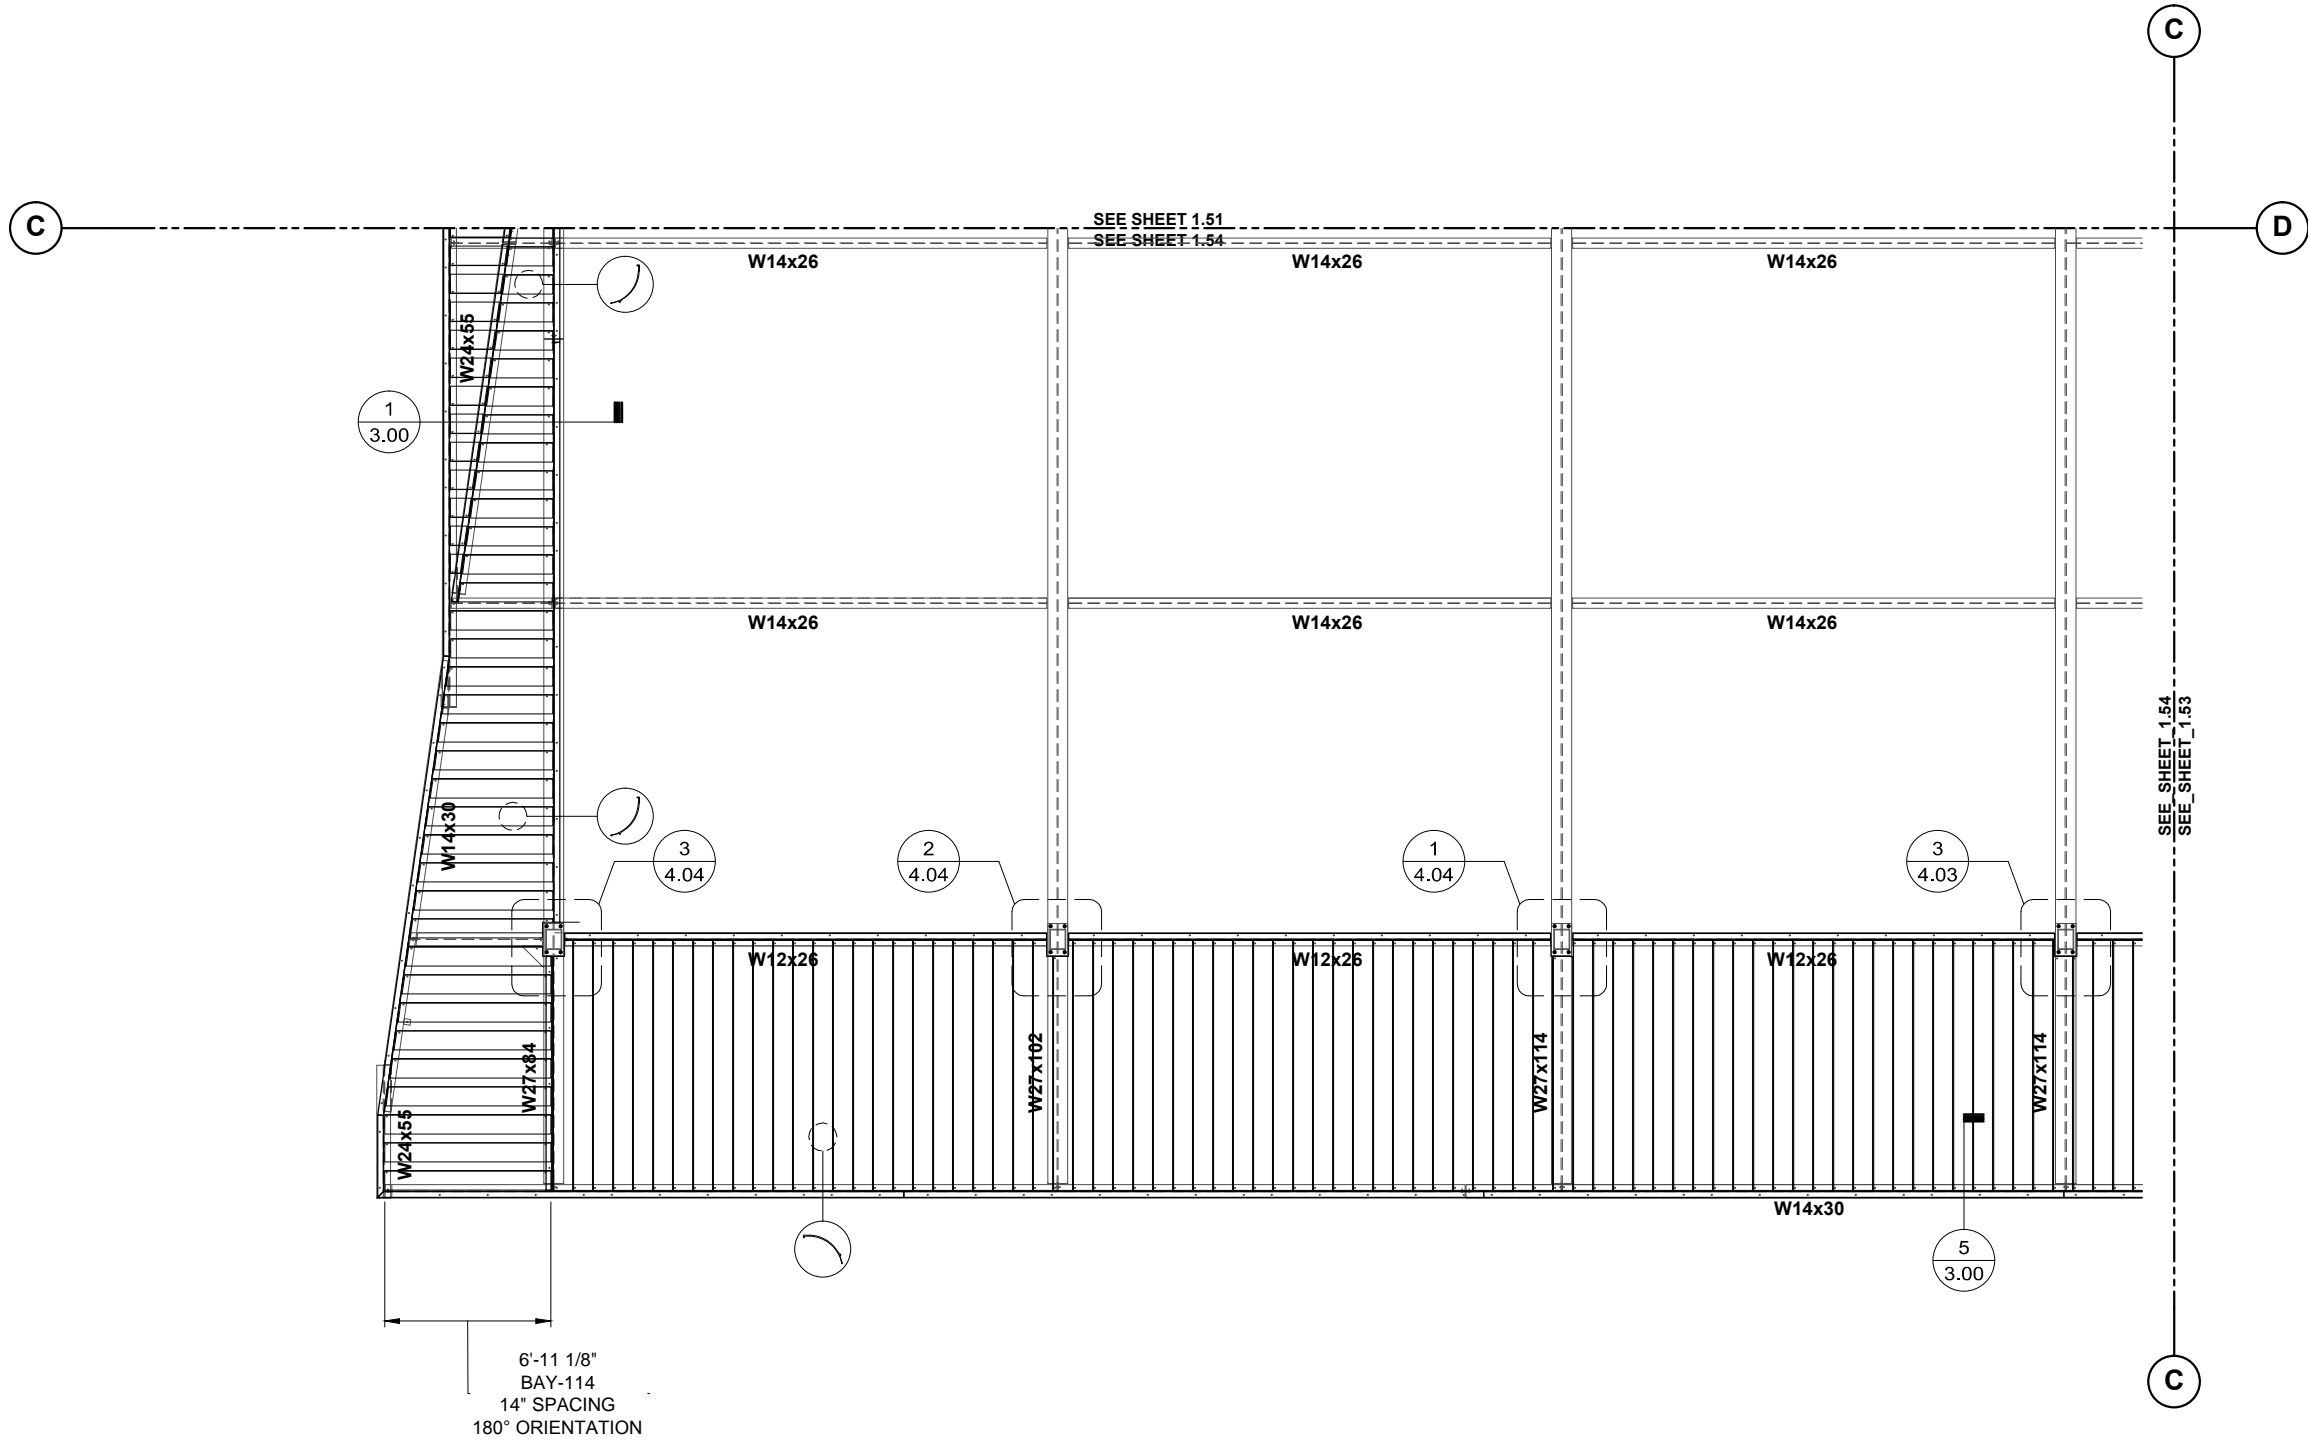 C
SEE SHEET 1.51
C
D
SEE SHEET 1.54
W14x26
W14x26
W14x26
W24x55
1
3.00
W14x26
W14x26
W14x26
SEE_SHEET_1.54
SEE_SHEET_1.53
W14x30
3
4.04
2
4.04
1
4.04
3
4.03
W12x26
W12x26
W12x26
W27x84
W27x102
W27x114
W27x114
W24x55
W14x30
5
3.00
6'-11 1/8"
BAY-114
14" SPACING
180° ORIENTATION
C